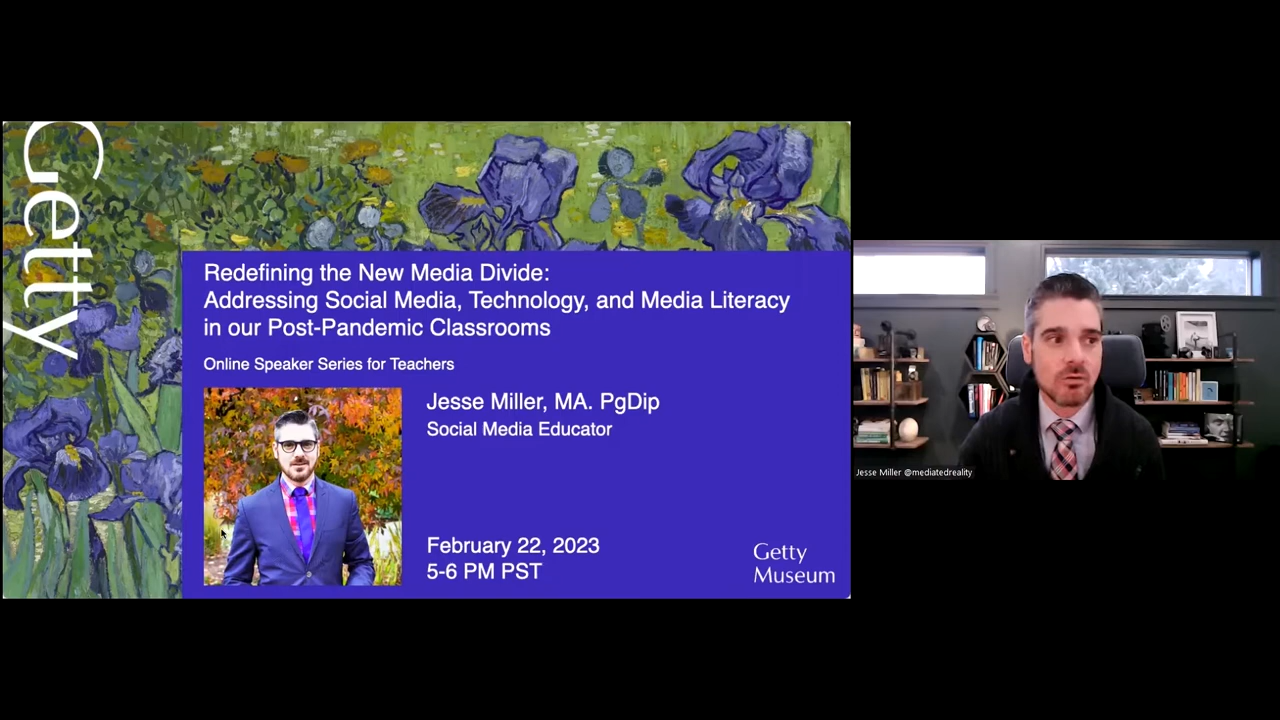 Getty
Redefining the New Media Divide:
Addressing Social Media, Technology, and Media Literacy
in our Post-Pandemic Classrooms
Online Speaker Series for Teachers
Jesse Miller, MA. PgDip
Social Media Educator
February 22, 2023
5-6 PM PST
Getty
Museum
Jesse Miller @mediatedreality